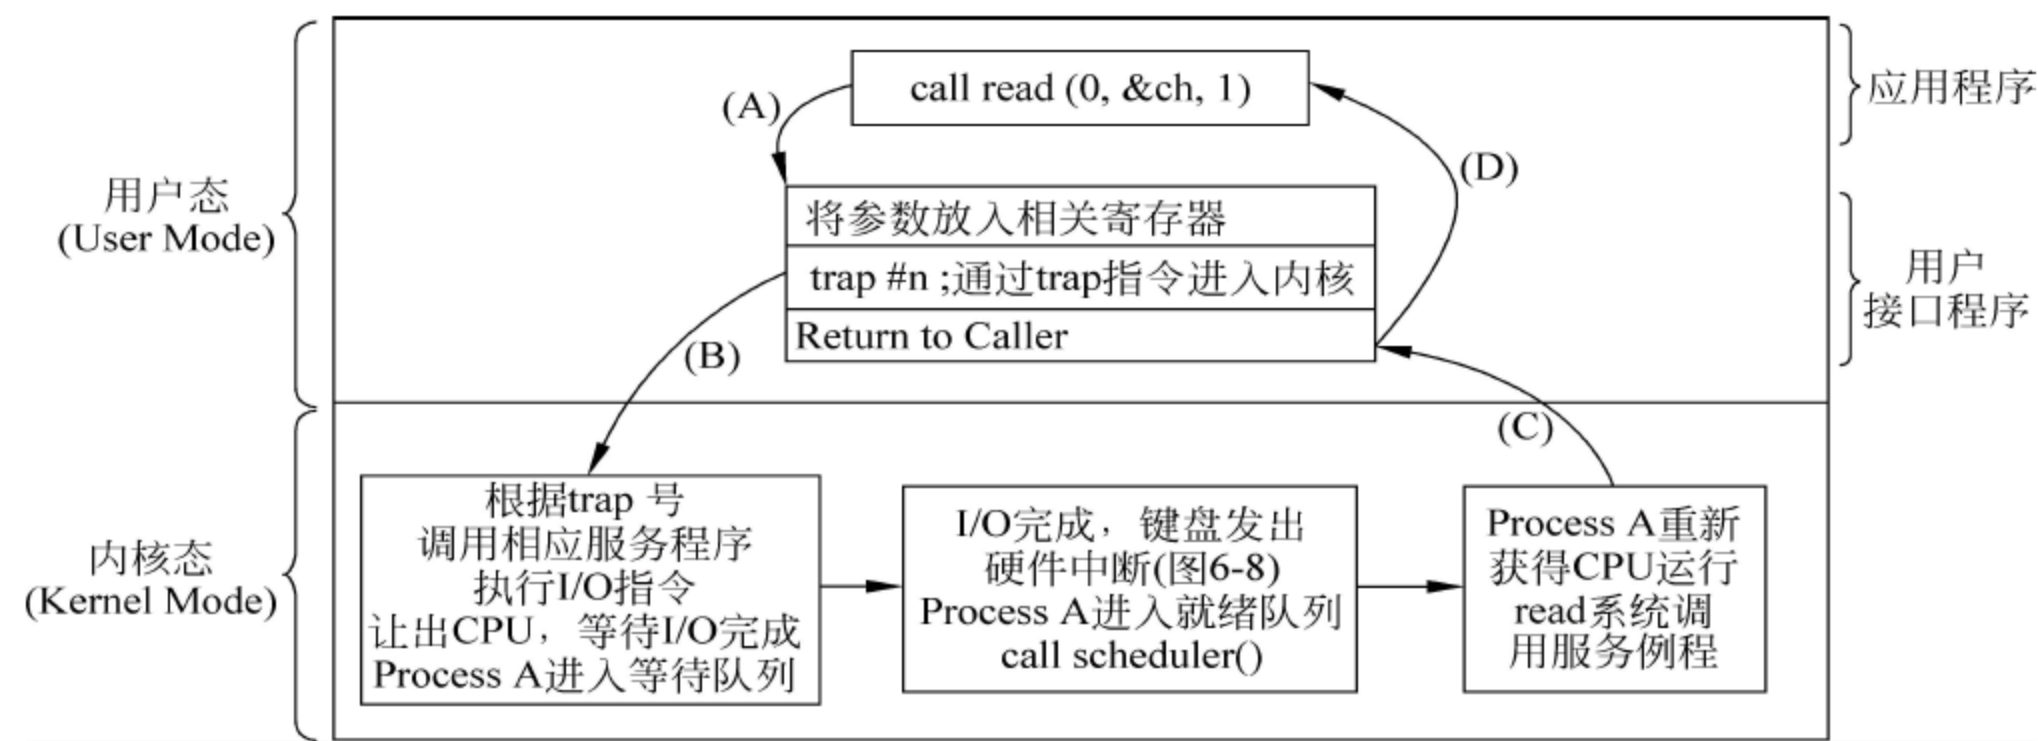 call read (0, &ch, 1)
应用程序
(A)
(D)
用户态
(User Mode)
将参数放入相关寄存器
trap #n ;通过trap指令进入内核
Return to Caller
用户
接口程序
(B)
(C)
内核态
(Kernel Mode)
根据trap 号
调用相应服务程序
执行I/O指令
让出CPU，等待I/O完成
Process A进入等待队列
I/O完成，键盘发出
硬件中断(图6-8)
Process A进入就绪队列
call scheduler()
Process A重新
获得CPU运行
read系统调
用服务例程